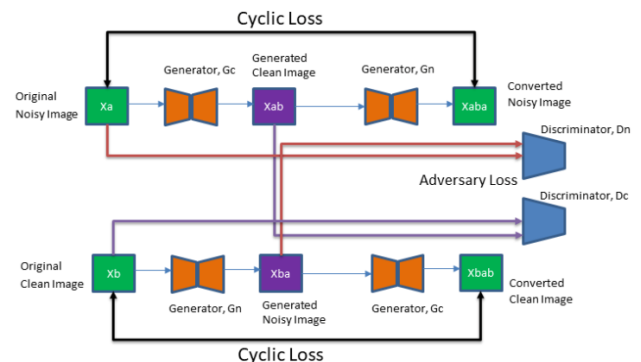 Cyclic Loss
Generator, Gc
Generated
Clean Image
Generator, Gn
Converted
Noisy Image
Original
Noisy Image
Xa
Xab
Xaba
Discriminator, Dn
Adversary Loss
Discriminator, Dc
Original
Clean Image
Xb
Xba
Xbab
Generator, Gn
Generated
Noisy Image
Generator, Gc
Converted
Clean Image
Cyclic Loss